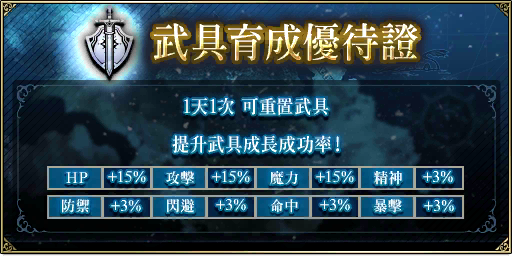 武具育成優待證
1天1次 可重置武具
提升武具成長成功率!
HP +15% 攻擊 +15% 魔力 +15% 精神 +3%
防禦 +3% 閃避 +3% 命中 +3% 暴擊 +3%